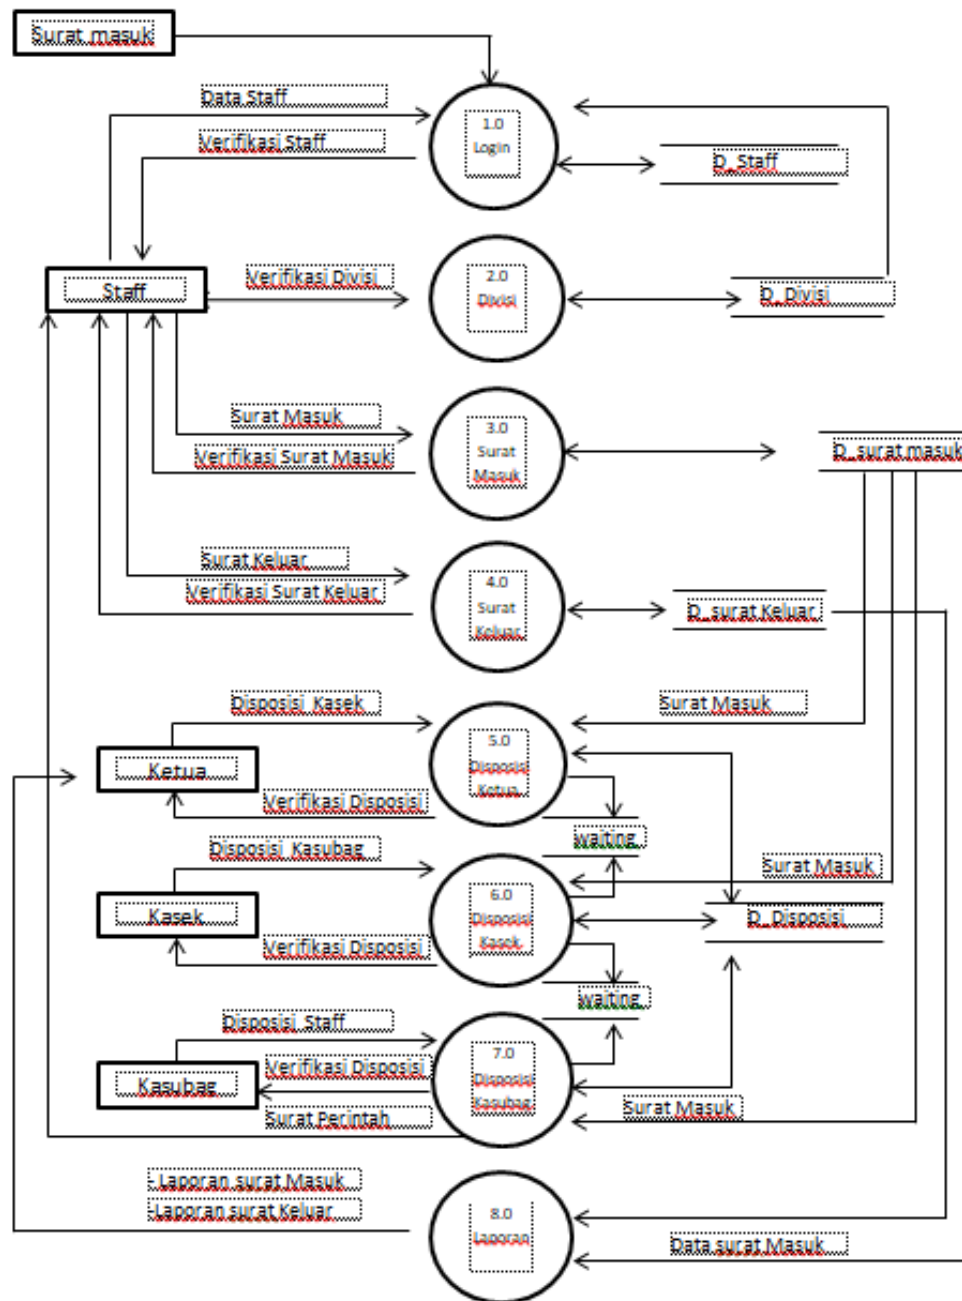 Surat masuk
Data Staff
1.0
Login
Verifikasi Staff
D_Staff
Staff
Verifikasi Divisi
2.0
Divisi
D_Divisi
Surat Masuk
3.0
Surat
Masuk
Verifikasi Surat Masuk
D_surat masuk
Surat Keluar
4.0
Surat
Keluar
Verifikasi Surat Keluar
D_surat Keluar
Disposisi Kasek
Surat Masuk
5.0
Disposisi
Ketua
Ketua
Verifikasi Disposisi
waiting
Disposisi Kasubag
Surat Masuk
6.0
Disposisi
Kasek
Kasek
D_Disposisi
Verifikasi Disposisi
waiting
Disposisi Staff
7.0
Disposisi
Kasubag
Verifikasi Disposisi
Kasubag
Surat Perintah
Surat Masuk
- Laporan surat Masuk
-Laporan surat Keluar
8.0
Laporan
Data surat Masuk